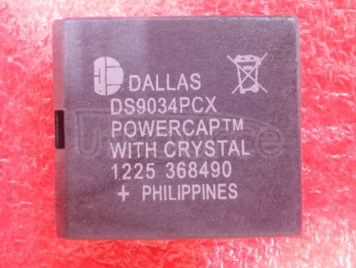 DALLAS
DS9034PCX
POWERCAP™
WITH CRYSTAL
1225 368490
+ PHILIPPINES